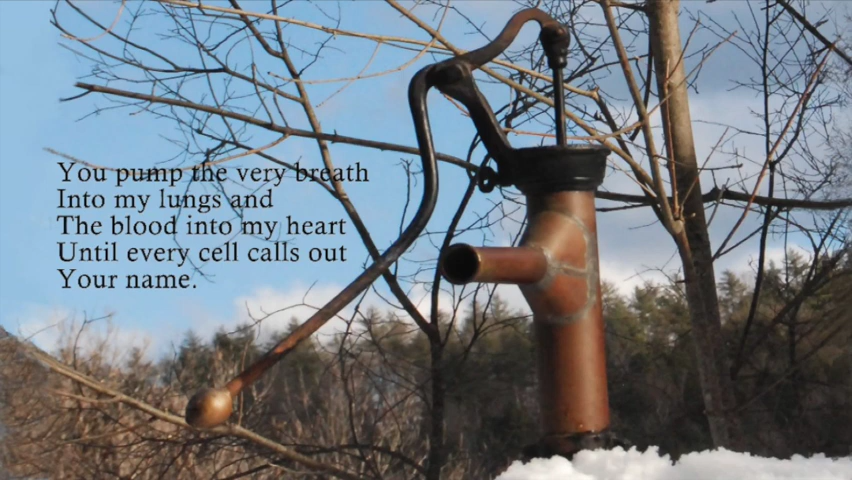 You pump the very breath
Into my lungs and
The blood into my heart
Until every cell calls out
Your name.